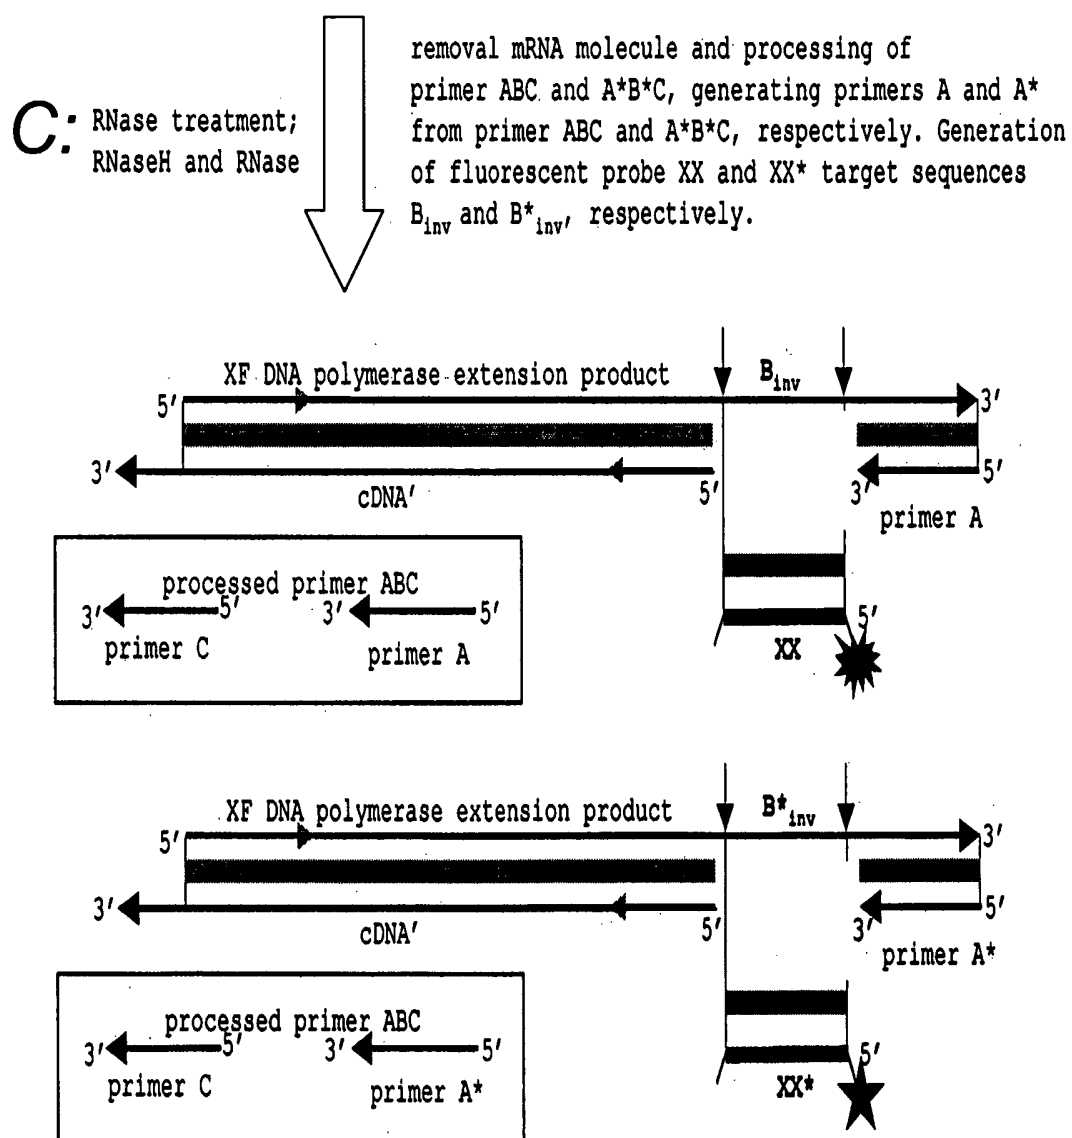 removal mRNA molecule and processing of
primer ABC and A*B*C, generating primers A and A*
from primer ABC and A*B*C, respectively. Generation
of fluorescent probe XX and XX* target sequences
Binv and B*inv, respectively.
C: RNase treatment;
RNaseH and RNase
XF DNA polymerase extension product
Binv
5' 3'
3' 5' 3' 5'
cDNA'
primer A
processed primer ABC
3' 5' 3' 5'
primer C primer A
5'
XX
XF DNA polymerase extension product
B*inv
5' 3'
3' 5' 3' 5'
cDNA'
primer A*
processed primer ABC
3' 5' 3' 5'
primer C primer A*
5'
XX*